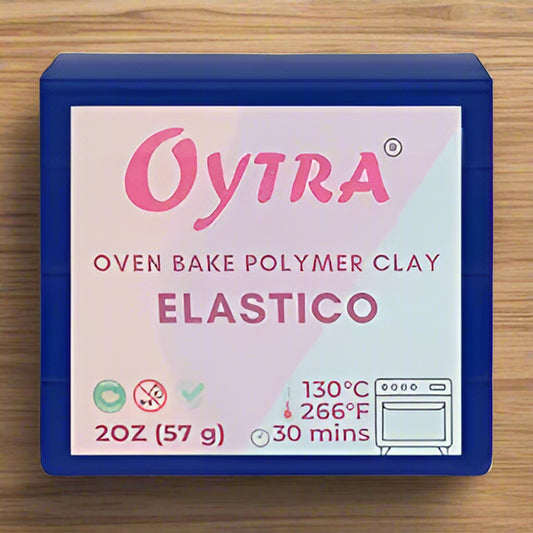 OYTRA®
OVEN BAKE POLYMER CLAY
ELASTICO
130°C
266°F
2OZ (57 g)
30 mins